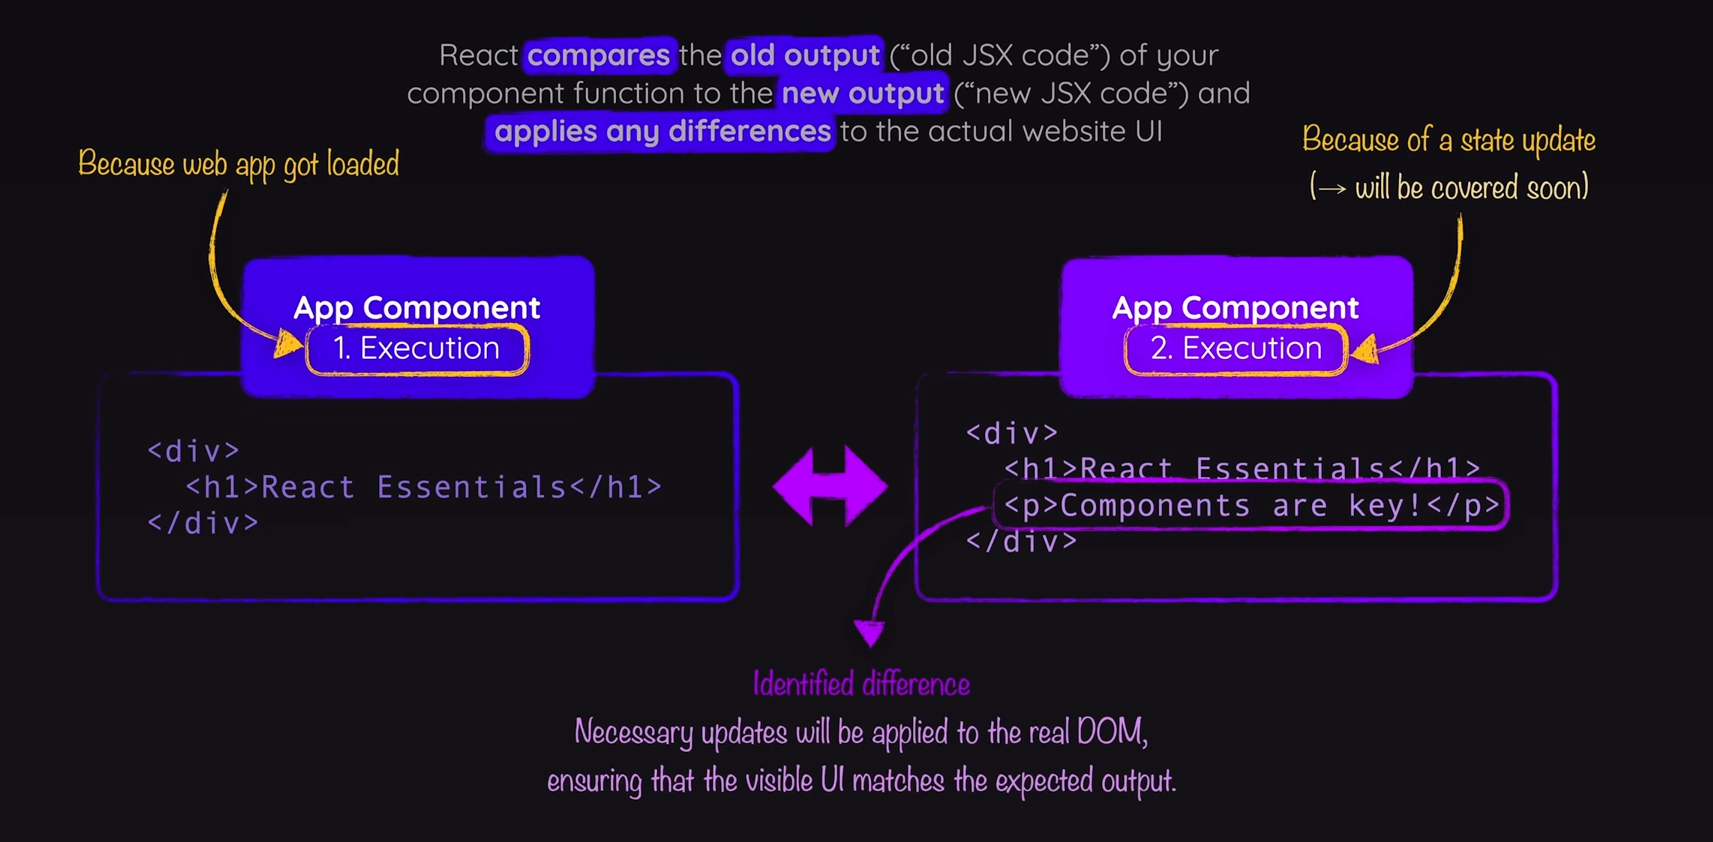 React compares the old output (“old JSX code”) of your
component function to the new output (“new JSX code”) and
applies any differences to the actual website UI
Because web app got loaded
Because of a state update
(→ will be covered soon)
App Component
1. Execution
<div>
<h1>React Essentials</h1>
</div>
App Component
2. Execution
<div>
<h1>React Essentials</h1>
<p>Components are key!</p>
</div>
Identified difference
Necessary updates will be applied to the real DOM,
ensuring that the visible UI matches the expected output.